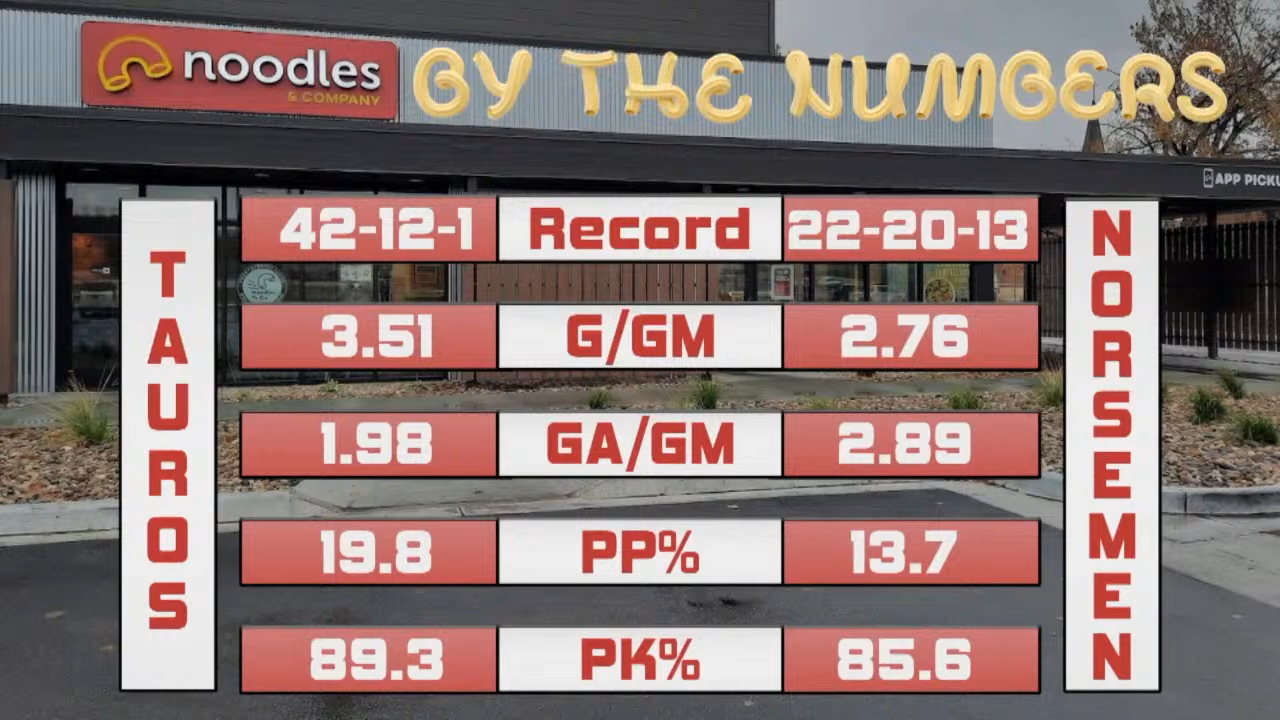 noodles
& COMPANY
BY THE NUMBERS
APP PICKU
TAUROS
42-12-1 Record 22-20-13
3.51 G/GM 2.76
1.98 GA/GM 2.89
19.8 PP% 13.7
89.3 PK% 85.6
NORSEMEN